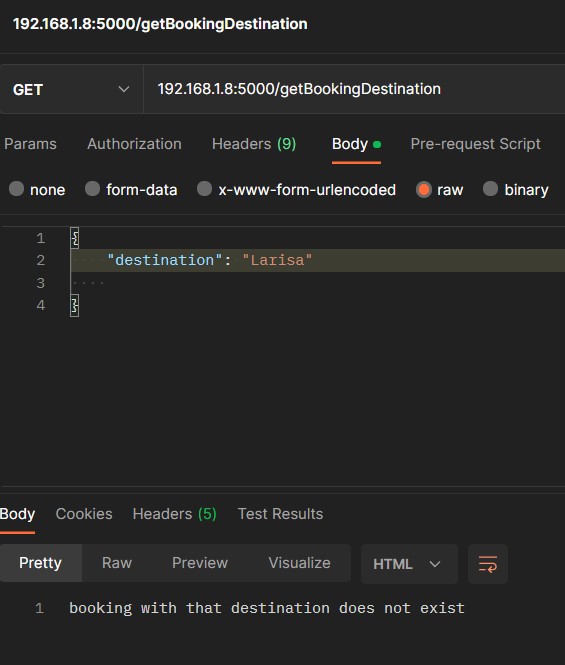 192.168.1.8:5000/getBookingDestination
GET 192.168.1.8:5000/getBookingDestination
Params Authorization Headers (9) Body Pre-request Script
none form-data x-www-form-urlencoded raw binary
1 {
2 "destination": "Larisa"
3
4 }
Body Cookies Headers (5) Test Results
Pretty Raw Preview Visualize HTML
1 booking with that destination does not exist